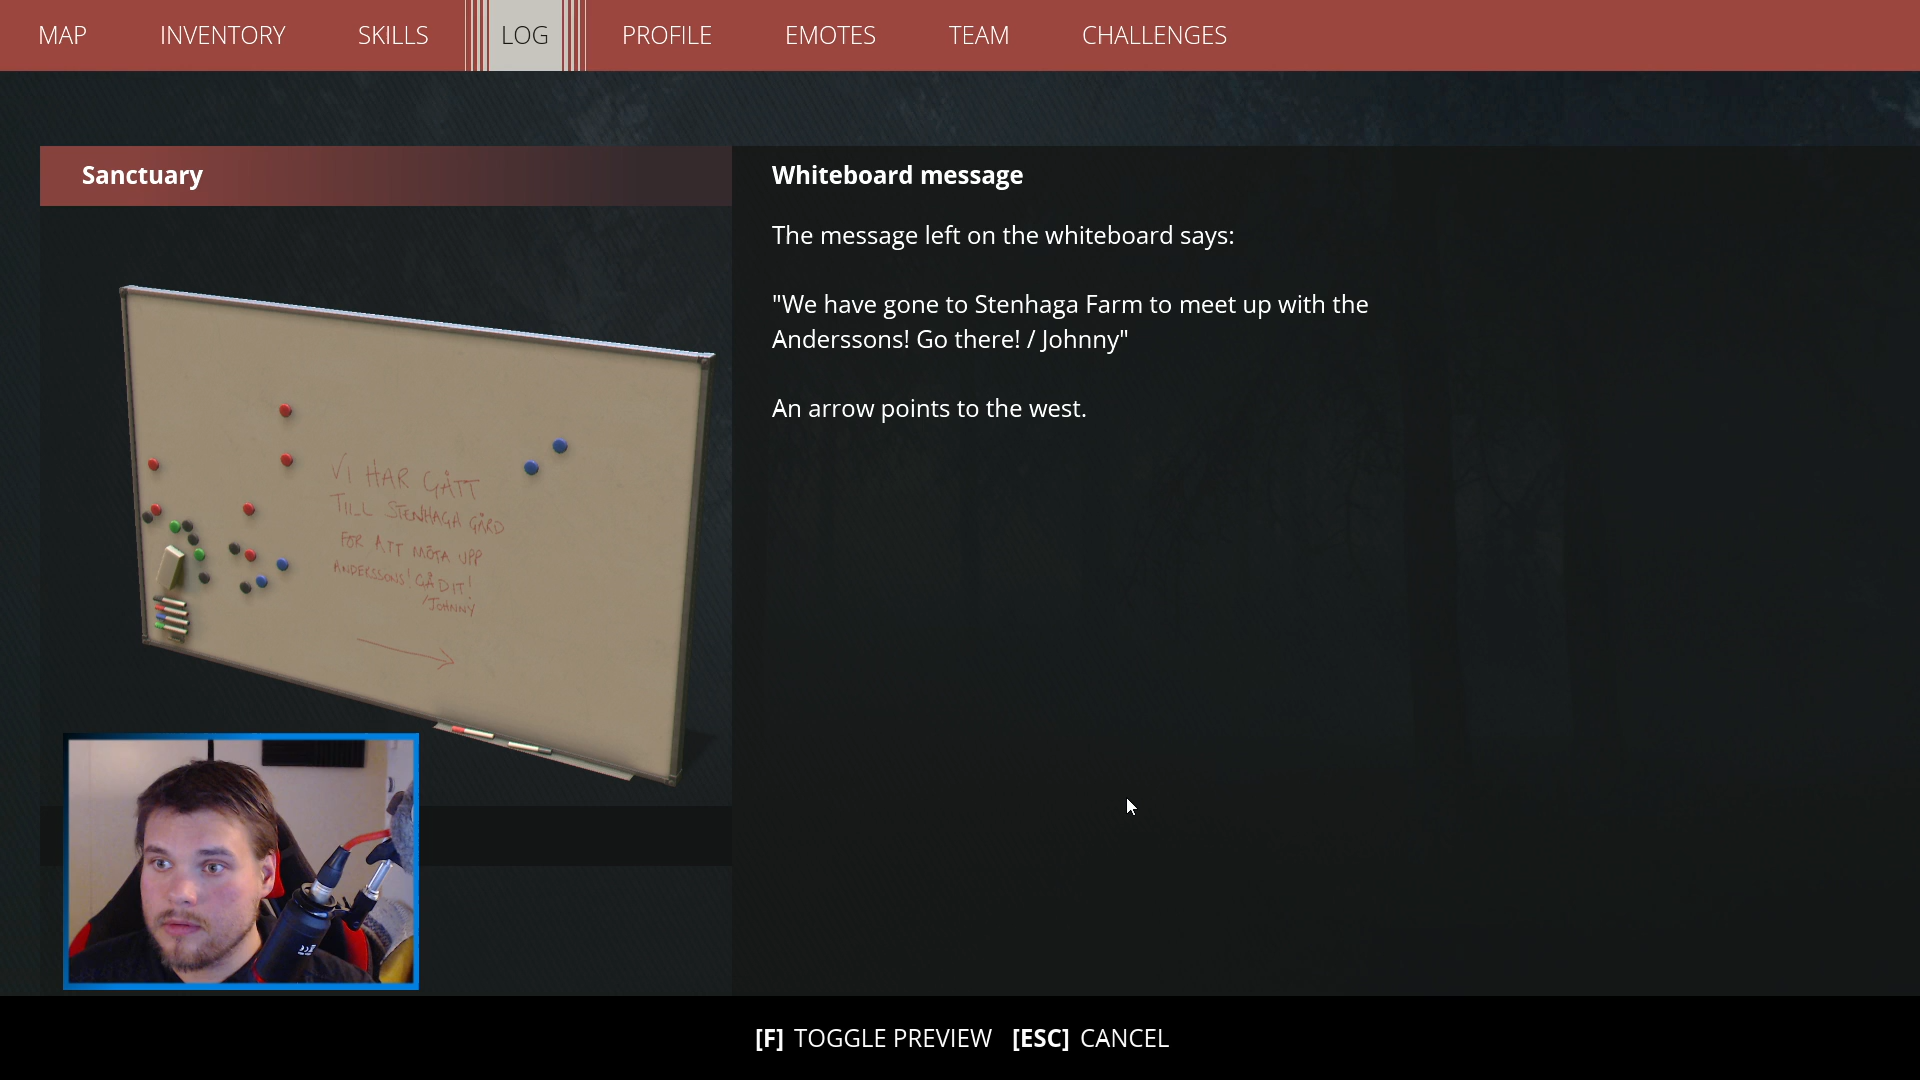 MAP INVENTORY SKILLS LOG PROFILE EMOTES TEAM CHALLENGES
Sanctuary
VI HAR GÅTT
TILL STENHAGA GÅRD
FÖR ATT MÖTA UPP
ANDERSSONS! GÅ DIT!
/JOHNNY
Whiteboard message
The message left on the whiteboard says:
"We have gone to Stenhaga Farm to meet up with the
Anderssons! Go there! / Johnny"
An arrow points to the west.
[F] TOGGLE PREVIEW [ESC] CANCEL